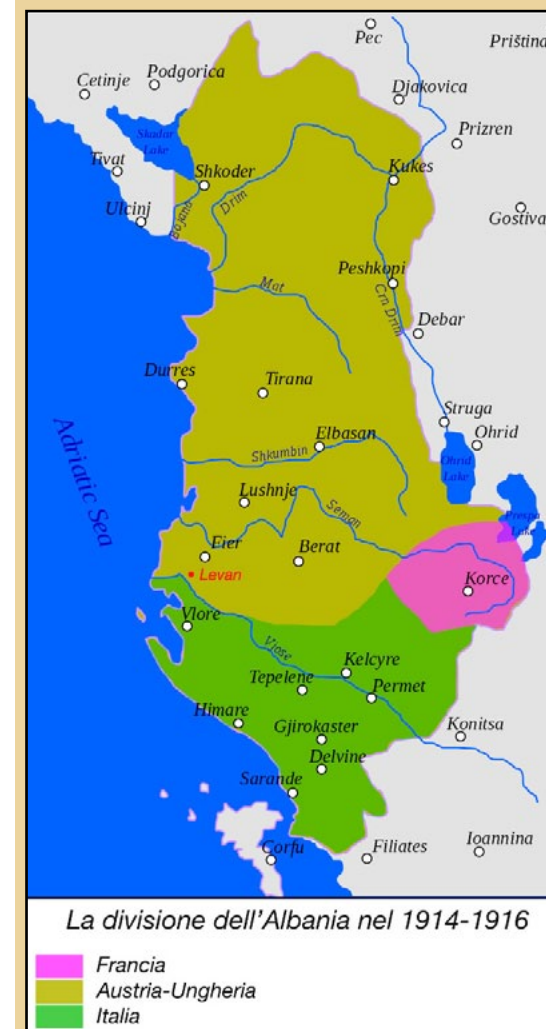 Pec
Priština
Cetinje
Podgorica
Djakovica
Skadar
Lake
Prizren
Tivat
Shkoder
Kukes
Ulcinj
Bojana
Drim
Gostiva
Mat
Peshkopi
Crn Drim
Debar
Durres
Tirana
Struga
Adriatic Sea
Elbasan
Ohrid
Shkumbin
Ohrid
Lake
Lushnje
Seman
Prespa
Lake
Fier
Berat
Levan
Korce
Vlore
Vjose
Kelcyre
Tepelene
Permet
Himare
Gjirokaster
Konitsa
Delvine
Sarande
Corfu
Filiates
Ioannina
La divisione dell'Albania nel 1914-1916
Francia
Austria-Ungheria
Italia